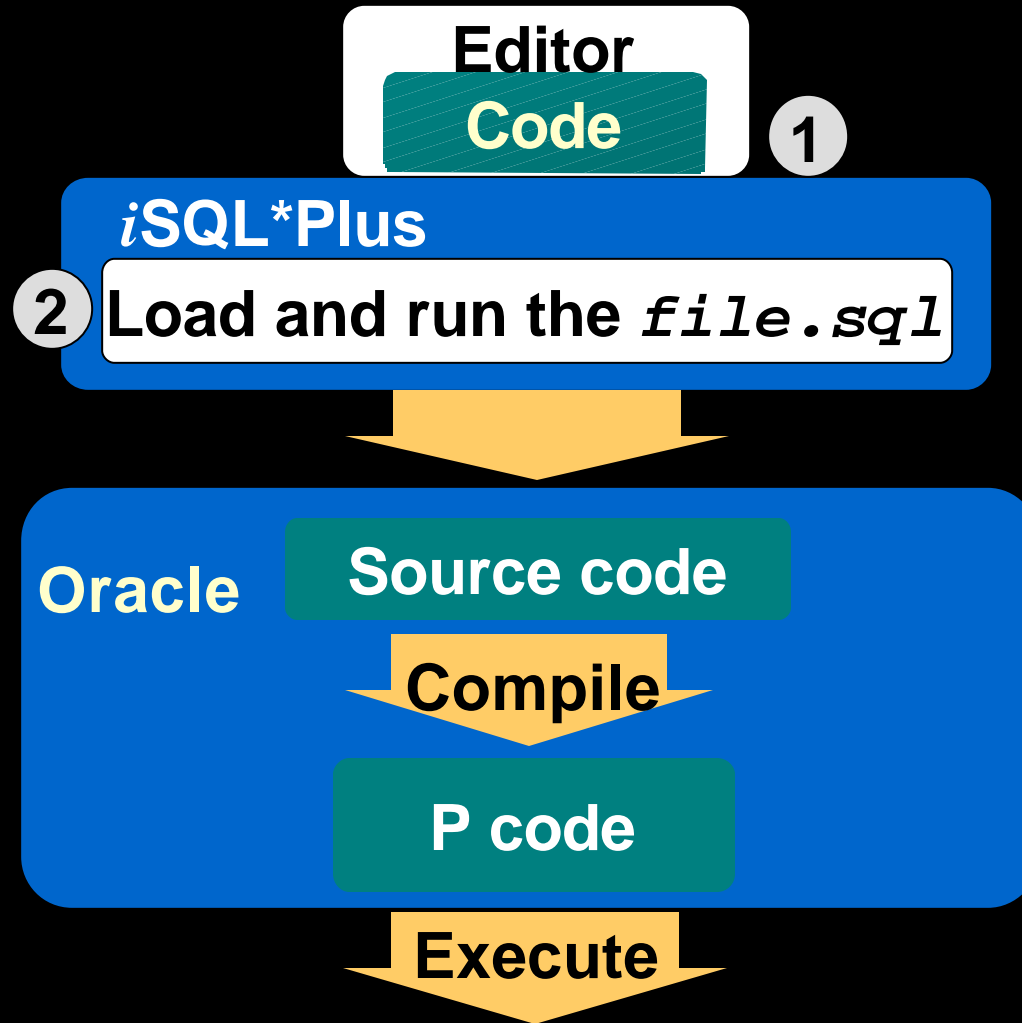 Editor
Code
1
iSQL*Plus
2
Load and run the file.sql
Oracle
Source code
Compile
P code
Execute